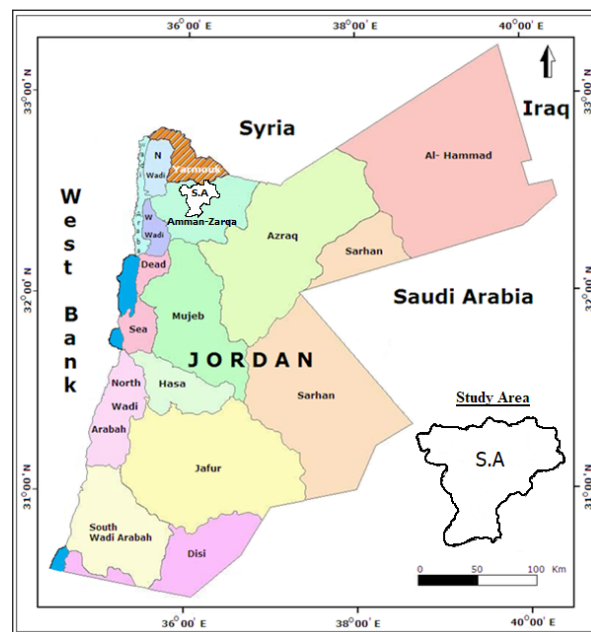 36°00' E
38°00' E
40°00' E
33°00' N
33°00' N
Iraq
Syria
Al- Hammad
N
Wadi
Yarmouk
S.A
W
Wadi
Amman-Zarqa
Azraq
Sarhan
West Bank
Dead
Sea
32°00' N
32°00' N
Saudi Arabia
Mujeb
JORDAN
Hasa
Sarhan
North
Wadi
Arabah
Study Area
S.A
Jafur
31°00' N
31°00' N
South
Wadi Arabah
Disi
0 50 100 Km
36°00' E
38°00' E
40°00' E